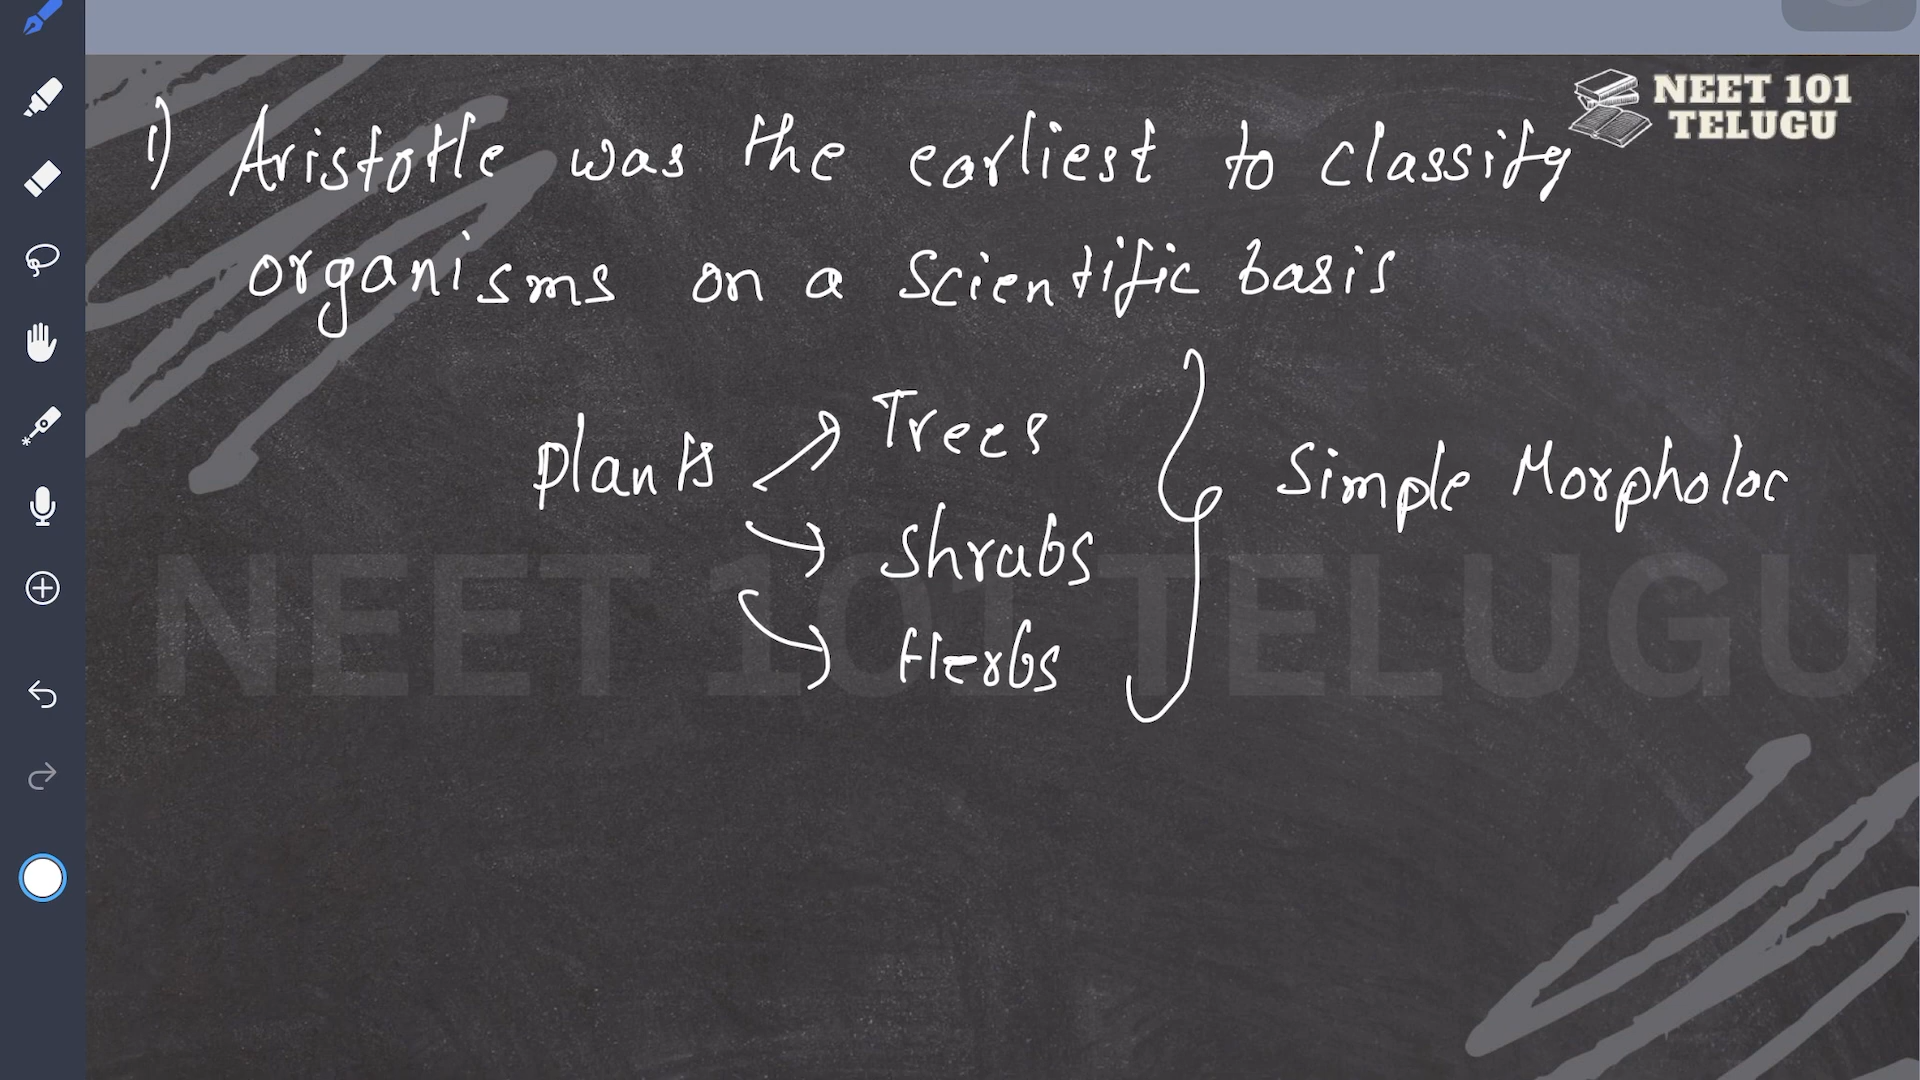 NEET 101
TELUGU
1) Aristotle was the earliest to classify
organisms on a scientific basis
plants → Trees
→ Shrubs
→ Herbs
Simple Morpholoc
NEET 101 TELUGU